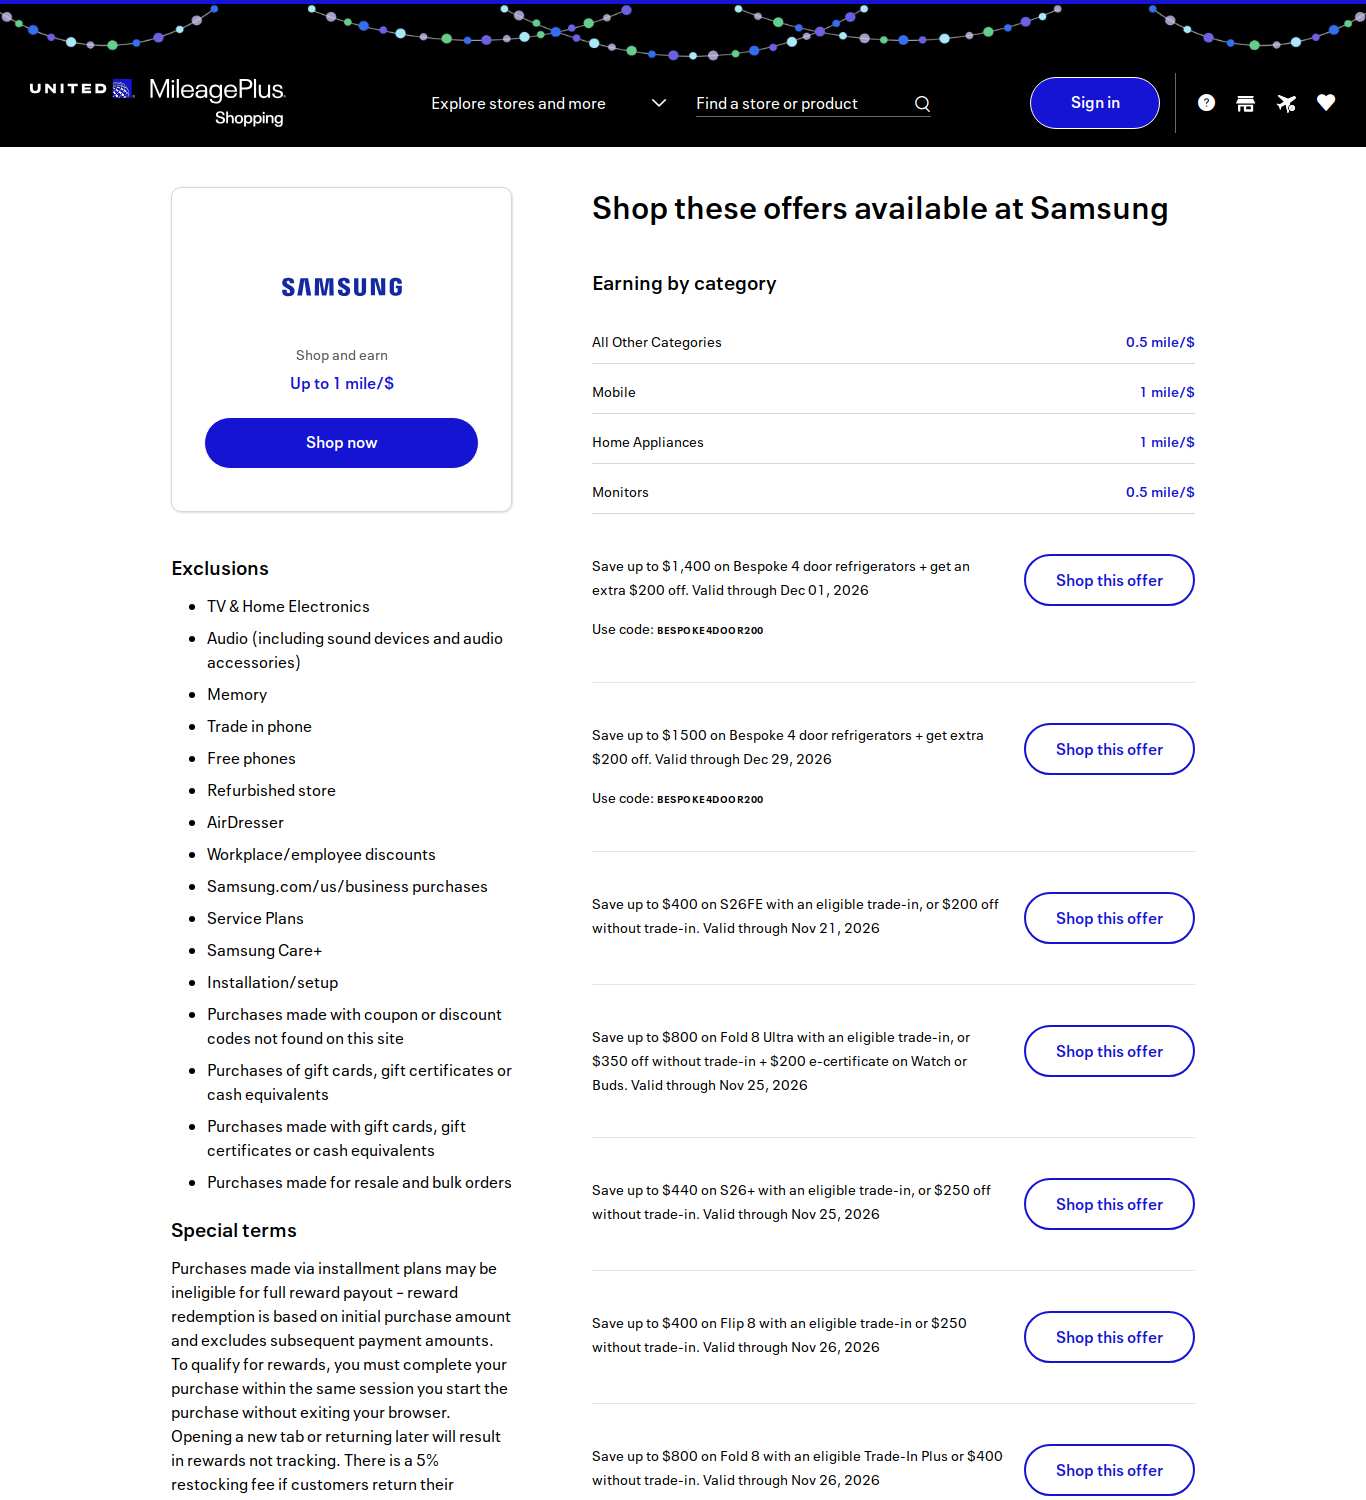 UNITED MileagePlus
Shopping
Explore stores and more
Find a store or product
Sign in
?
SAMSUNG
Shop and earn
Up to 1 mile/$
Shop now
Exclusions
TV & Home Electronics
Audio (including sound devices and audio
accessories)
Memory
Trade in phone
Free phones
Refurbished store
AirDresser
Workplace/employee discounts
Samsung.com/us/business purchases
Service Plans
Samsung Care+
Installation/setup
Purchases made with coupon or discount
codes not found on this site
Purchases of gift cards, gift certificates or
cash equivalents
Purchases made with gift cards, gift
certificates or cash equivalents
Purchases made for resale and bulk orders
Special terms
Purchases made via installment plans may be
ineligible for full reward payout – reward
redemption is based on initial purchase amount
and excludes subsequent payment amounts.
To qualify for rewards, you must complete your
purchase within the same session you start the
purchase without exiting your browser.
Opening a new tab or returning later will result
in rewards not tracking. There is a 5%
restocking fee if customers return their
Shop these offers available at Samsung
Earning by category
All Other Categories 0.5 mile/$
Mobile 1 mile/$
Home Appliances 1 mile/$
Monitors 0.5 mile/$
Save up to $1,400 on Bespoke 4 door refrigerators + get an
extra $200 off. Valid through Dec 01, 2026
Use code: BESPOKE4DOOR200
Shop this offer
Save up to $1500 on Bespoke 4 door refrigerators + get extra
$200 off. Valid through Dec 29, 2026
Use code: BESPOKE4DOOR200
Shop this offer
Save up to $400 on S26FE with an eligible trade-in, or $200 off
without trade-in. Valid through Nov 21, 2026
Shop this offer
Save up to $800 on Fold 8 Ultra with an eligible trade-in, or
$350 off without trade-in + $200 e-certificate on Watch or
Buds. Valid through Nov 25, 2026
Shop this offer
Save up to $440 on S26+ with an eligible trade-in, or $250 off
without trade-in. Valid through Nov 25, 2026
Shop this offer
Save up to $400 on Flip 8 with an eligible trade-in or $250
without trade-in. Valid through Nov 26, 2026
Shop this offer
Save up to $800 on Fold 8 with an eligible Trade-In Plus or $400
without trade-in. Valid through Nov 26, 2026
Shop this offer